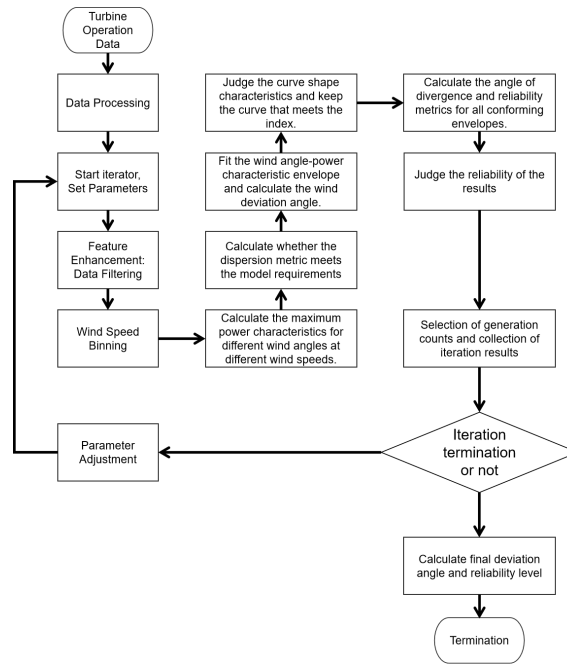 Turbine
Operation
Data
Data Processing
Start iterator,
Set Parameters
Feature
Enhancement:
Data Filtering
Wind Speed
Binning
Calculate the maximum
power characteristics for
different wind angles at
different wind speeds.
Calculate whether the
dispersion metric meets
the model requirements
Fit the wind angle-power
characteristic envelope
and calculate the wind
deviation angle.
Judge the curve shape
characteristics and keep
the curve that meets the
index.
Calculate the angle of
divergence and reliability
metrics for all conforming
envelopes.
Judge the reliability of the
results
Selection of generation
counts and collection of
iteration results
Iteration
termination
or not
Parameter
Adjustment
Calculate final deviation
angle and reliability level
Termination